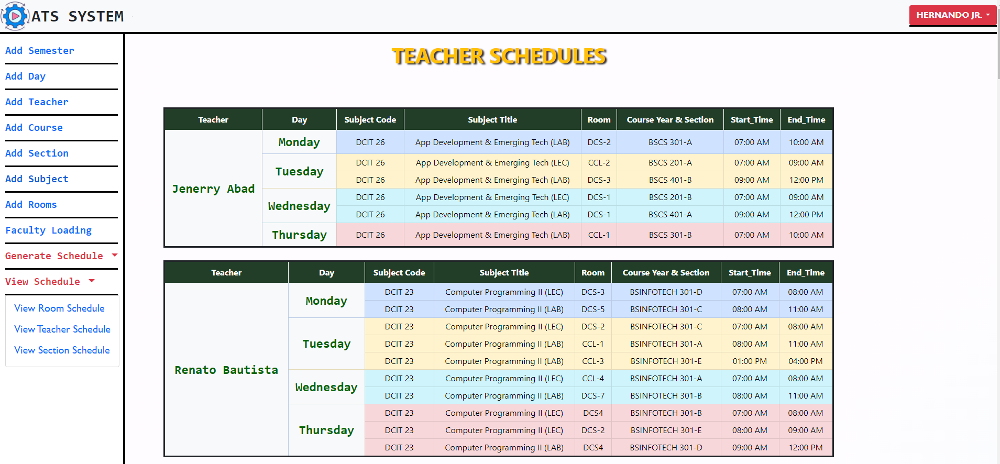 ATS SYSTEM
HERNANDO JR.
Add Semester
Add Day
Add Teacher
Add Course
Add Section
Add Subject
Add Rooms
Faculty Loading
Generate Schedule
View Schedule
View Room Schedule
View Teacher Schedule
View Section Schedule
TEACHER SCHEDULES
Teacher Day Subject Code Subject Title Room Course Year & Section Start_Time End_Time
Jenerry Abad
Monday DCIT 26 App Development & Emerging Tech (LAB) DCS-2 BSCS 301-A 07:00 AM 10:00 AM
Tuesday
DCIT 26 App Development & Emerging Tech (LEC) CCL-2 BSCS 201-A 07:00 AM 09:00 AM
DCIT 26 App Development & Emerging Tech (LAB) DCS-3 BSCS 401-B 09:00 AM 12:00 PM
Wednesday
DCIT 26 App Development & Emerging Tech (LEC) DCS-1 BSCS 201-B 07:00 AM 09:00 AM
DCIT 26 App Development & Emerging Tech (LAB) DCS-1 BSCS 401-A 09:00 AM 12:00 PM
Thursday DCIT 26 App Development & Emerging Tech (LAB) CCL-1 BSCS 301-B 07:00 AM 10:00 AM
Teacher Day Subject Code Subject Title Room Course Year & Section Start_Time End_Time
Renato Bautista
Monday
DCIT 23 Computer Programming II (LEC) DCS-3 BSINFOTECH 301-D 07:00 AM 08:00 AM
DCIT 23 Computer Programming II (LAB) DCS-5 BSINFOTECH 301-C 08:00 AM 11:00 AM
Tuesday
DCIT 23 Computer Programming II (LEC) DCS-2 BSINFOTECH 301-C 07:00 AM 08:00 AM
DCIT 23 Computer Programming II (LAB) CCL-1 BSINFOTECH 301-A 08:00 AM 11:00 AM
DCIT 23 Computer Programming II (LAB) CCL-3 BSINFOTECH 301-E 01:00 PM 04:00 PM
Wednesday
DCIT 23 Computer Programming II (LEC) CCL-4 BSINFOTECH 301-A 07:00 AM 08:00 AM
DCIT 23 Computer Programming II (LAB) DCS-7 BSINFOTECH 301-B 08:00 AM 11:00 AM
Thursday
DCIT 23 Computer Programming II (LEC) DCS4 BSINFOTECH 301-B 07:00 AM 08:00 AM
DCIT 23 Computer Programming II (LEC) DCS-2 BSINFOTECH 301-E 08:00 AM 09:00 AM
DCIT 23 Computer Programming II (LAB) DCS4 BSINFOTECH 301-D 09:00 AM 12:00 PM